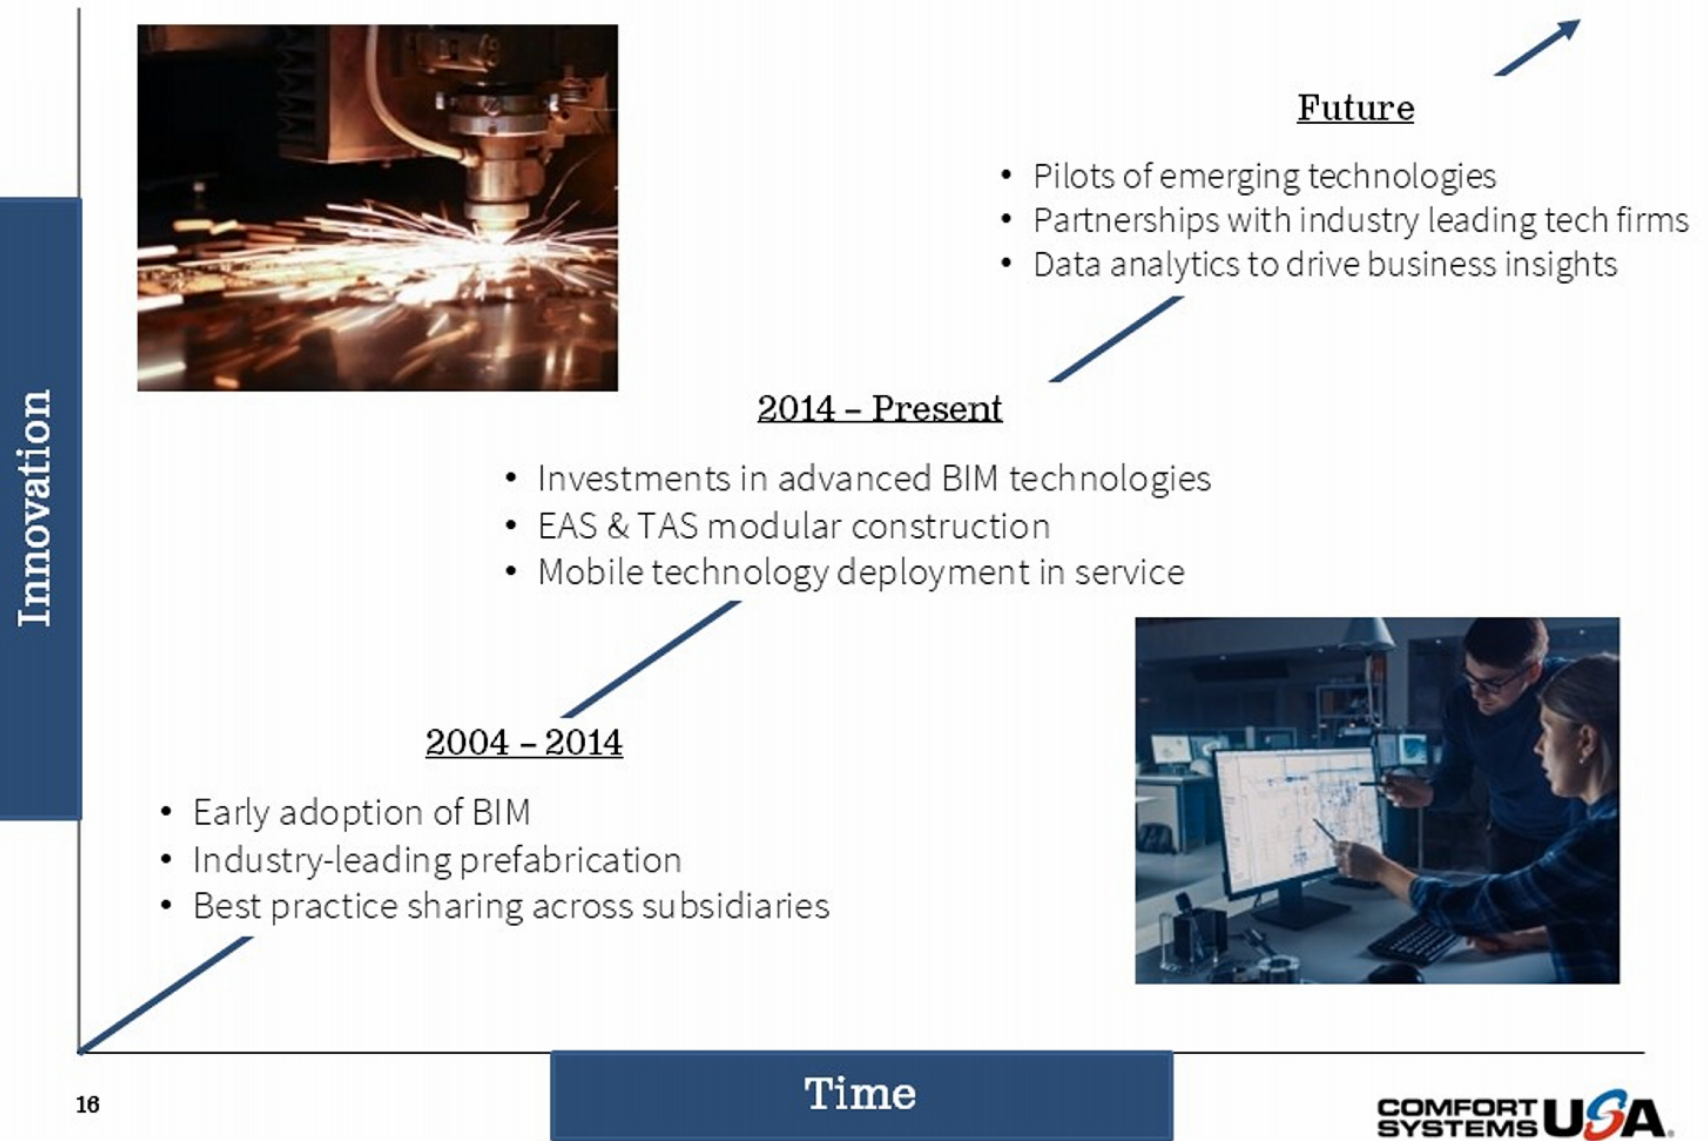 Innovation
Future
• Pilots of emerging technologies
• Partnerships with industry leading tech firms
• Data analytics to drive business insights
2014 – Present
• Investments in advanced BIM technologies
• EAS & TAS modular construction
• Mobile technology deployment in service
2004 – 2014
• Early adoption of BIM
• Industry-leading prefabrication
• Best practice sharing across subsidiaries
Time
16
COMFORT SYSTEMS USA